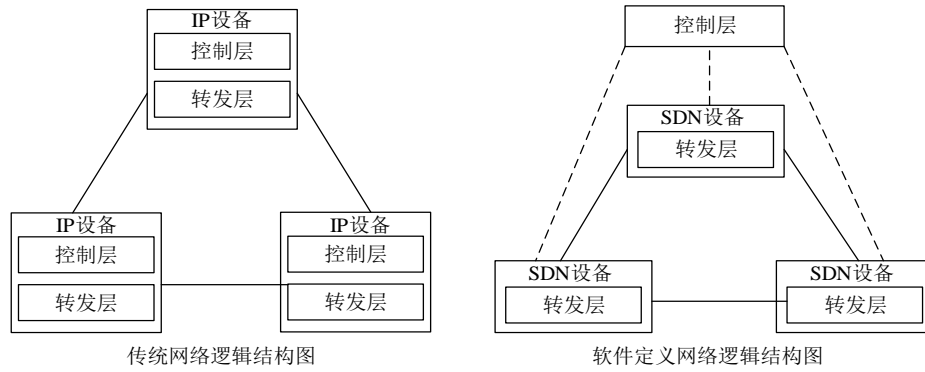 IP设备
控制层
转发层
IP设备
控制层
转发层
IP设备
控制层
转发层
传统网络逻辑结构图
控制层
SDN设备
转发层
SDN设备
转发层
SDN设备
转发层
软件定义网络逻辑结构图